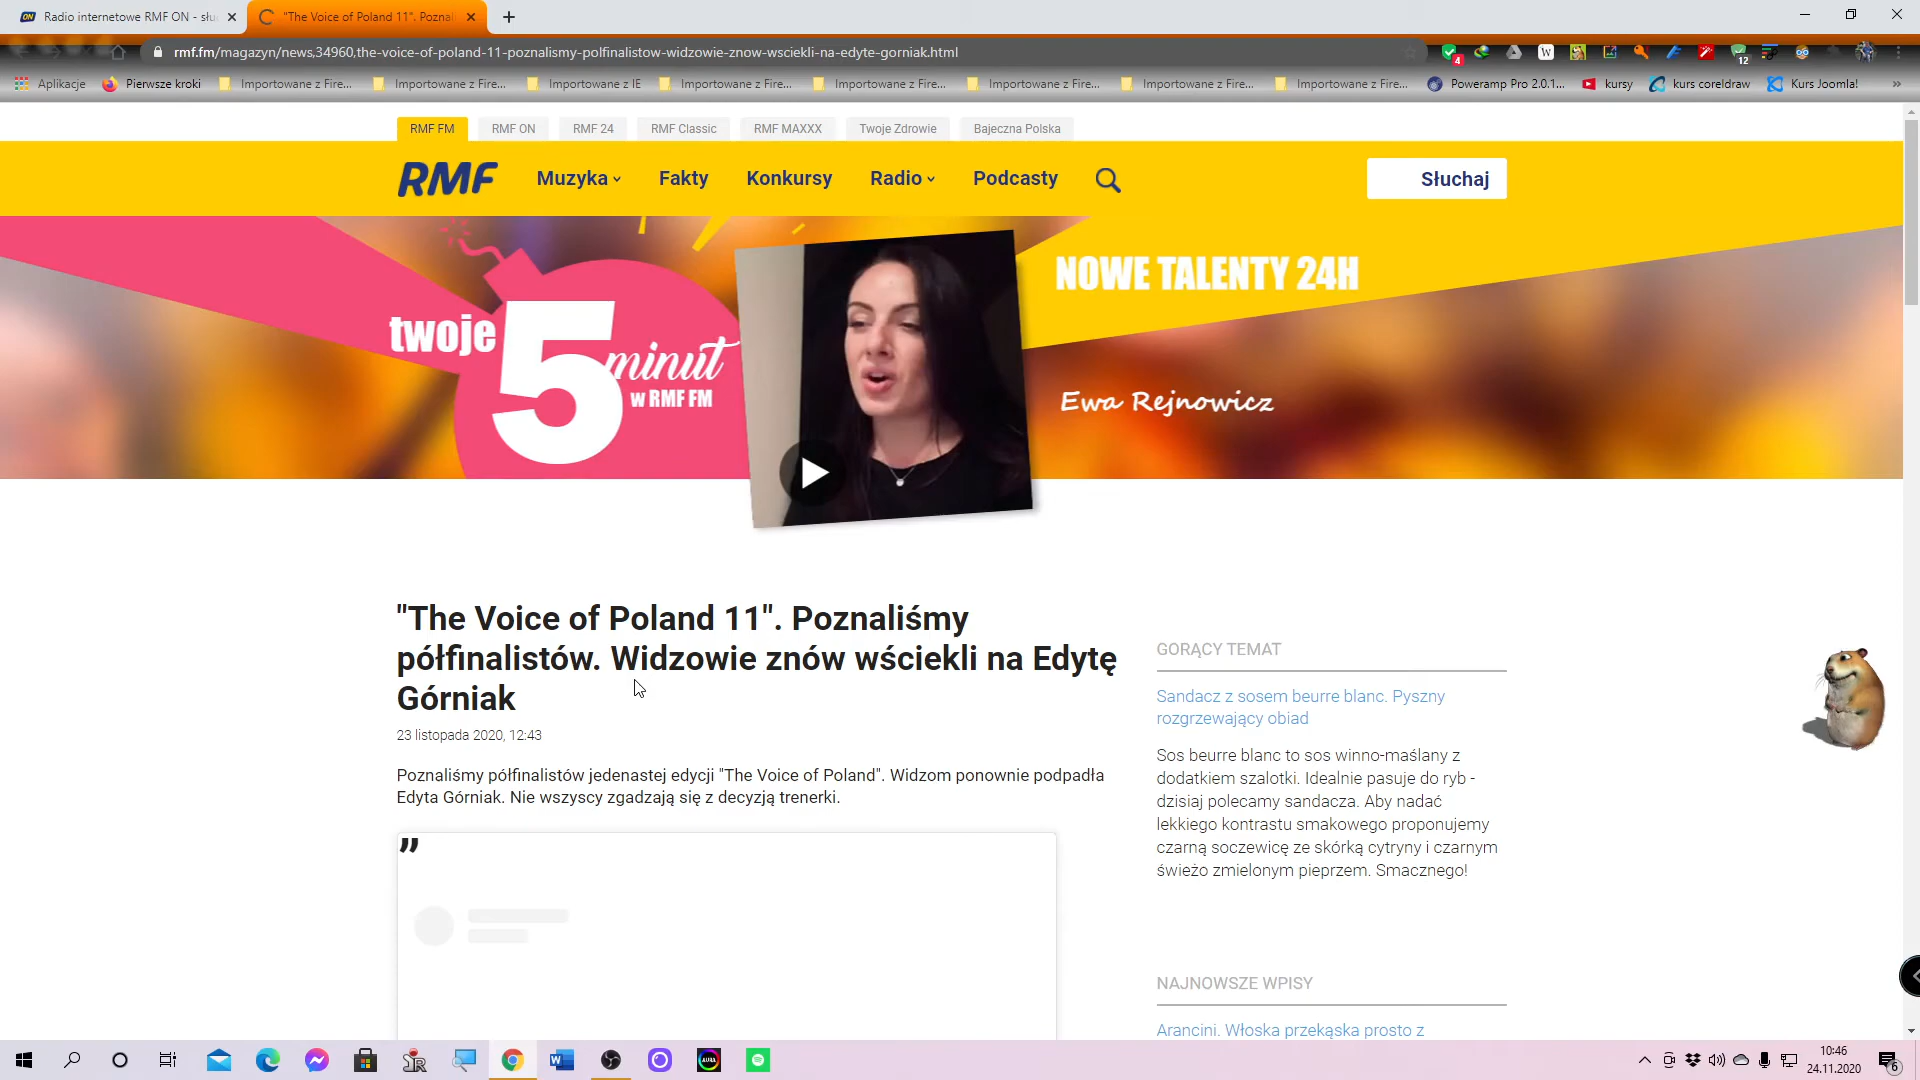 Radio internetowe RMF ON - słu
"The Voice of Poland 11". Pozna
rmf.fm/magazyn/news,34960,the-voice-of-poland-11-poznalismy-polfinalistow-widzowie-znow-wsciekli-na-edyte-gorniak.html
4
12
Aplikacje Pierwsze kroki Importowane z Fire... Importowane z Fire... Importowane z IE Importowane z Fire... Importowane z Fire... Importowane z Fire... Importowane z Fire... Importowane z Fire... Poweramp Pro 2.0.1... kursy kurs coreldraw Kurs Joomla! »
RMF FM RMF ON RMF 24 RMF Classic RMF MAXXX Twoje Zdrowie Bajeczna Polska
RMF Muzyka Fakty Konkursy Radio Podcasty Słuchaj
twoje 5 minut
w RMF FM
NOWE TALENTY 24H
Ewa Rejnowicz
"The Voice of Poland 11". Poznaliśmy
półfinalistów. Widzowie znów wściekli na Edytę
Górniak
23 listopada 2020, 12:43
Poznaliśmy półfinalistów jedenastej edycji "The Voice of Poland". Widzom ponownie podpadła
Edyta Górniak. Nie wszyscy zgadzają się z decyzją trenerki.
”
GORĄCY TEMAT
Sandacz z sosem beurre blanc. Pyszny
rozgrzewający obiad
Sos beurre blanc to sos winno-maślany z
dodatkiem szalotki. Idealnie pasuje do ryb -
dzisiaj polecamy sandacza. Aby nadać
lekkiego kontrastu smakowego proponujemy
czarną soczewicę ze skórką cytryny i czarnym
świeżo zmielonym pieprzem. Smacznego!
NAJNOWSZE WPISY
Arancini. Włoska przekąska prosto z
AURA
10:46
24.11.2020
6